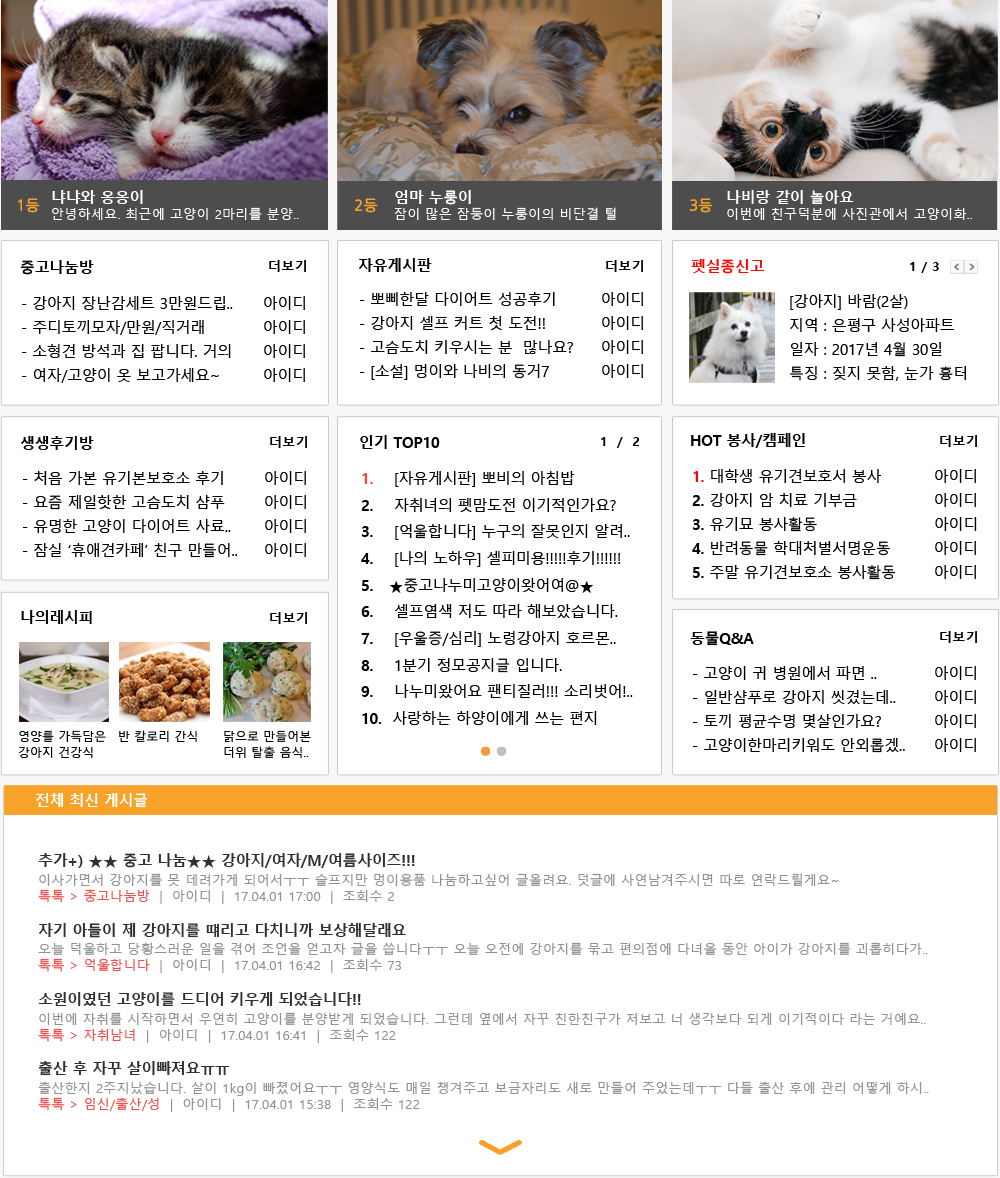 1등 냐냐와 웅웅이
안녕하세요. 최근에 고양이 2마리를 분양..
2등 엄마 누룽이
잠이 많은 잠둥이 누룽이의 비단결 털
3등 나비랑 같이 놀아요
이번에 친구덕분에 사진관에서 고양이화..
중고나눔방 더보기
- 강아지 장난감세트 3만원드립.. 아이디
- 주디토끼모자/만원/직거래 아이디
- 소형견 방석과 집 팝니다. 거의 아이디
- 여자/고양이 옷 보고가세요~ 아이디
자유게시판 더보기
- 뽀삐한달 다이어트 성공후기 아이디
- 강아지 셀프 커트 첫 도전!! 아이디
- 고슴도치 키우시는 분 많나요? 아이디
- [소설] 멍이와 나비의 동거7 아이디
펫실종신고 1 / 3 < >
[강아지] 바람(2살)
지역 : 은평구 사성아파트
일자 : 2017년 4월 30일
특징 : 짖지 못함, 눈가 흉터
생생후기방 더보기
- 처음 가본 유기본보호소 후기 아이디
- 요즘 제일핫한 고슴도치 샴푸 아이디
- 유명한 고양이 다이어트 사료.. 아이디
- 잠실 ‘휴애견카페’ 친구 만들어.. 아이디
인기 TOP10 1 / 2
1. [자유게시판] 뽀비의 아침밥
2. 자취녀의 펫맘도전 이기적인가요?
3. [억울합니다] 누구의 잘못인지 알려..
4. [나의 노하우] 셀피미용!!!!!후기!!!!!!
5. ★중고나누미고양이왓어여@★
6. 셀프염색 저도 따라 해보았습니다.
7. [우울증/심리] 노령강아지 호르몬..
8. 1분기 정모공지글 입니다.
9. 나누미왔어요 팬티질러!!! 소리벗어!..
10. 사랑하는 하양이에게 쓰는 편지
HOT 봉사/캠페인 더보기
1. 대학생 유기견보호서 봉사 아이디
2. 강아지 암 치료 기부금 아이디
3. 유기묘 봉사활동 아이디
4. 반려동물 학대처벌서명운동 아이디
5. 주말 유기견보호소 봉사활동 아이디
나의레시피 더보기
영양를 가득담은
강아지 건강식
반 칼로리 간식
닭으로 만들어본
더위 탈출 음식..
동물Q&A 더보기
- 고양이 귀 병원에서 파면 .. 아이디
- 일반샴푸로 강아지 씻겼는데.. 아이디
- 토끼 평균수명 몇살인가요? 아이디
- 고양이한마리키워도 안외롭겠.. 아이디
전체 최신 게시글
추가+) ★★ 중고 나눔★★ 강아지/여자/M/여름사이즈!!!
이사가면서 강아지를 못 데려가게 되어서ㅜㅜ 슬프지만 멍이용품 나눔하고싶어 글올려요. 덧글에 사연남겨주시면 따로 연락드릴게요~
톡톡 > 중고나눔방 | 아이디 | 17.04.01 17:00 | 조회수 2
자기 아들이 제 강아지를 떄리고 다치니까 보상해달래요
오늘 덕울하고 당황스러운 일을 겪어 조언을 얻고자 글을 씁니다ㅜㅜ 오늘 오전에 강아지를 묶고 편의점에 다녀올 동안 아이가 강아지를 괴롭히다가..
톡톡 > 억울합니다 | 아이디 | 17.04.01 16:42 | 조회수 73
소원이였던 고양이를 드디어 키우게 되었습니다!!
이번에 자취를 시작하면서 우연히 고양이를 분양받게 되었습니다. 그런데 옆에서 자꾸 친한친구가 저보고 너 생각보다 되게 이기적이다 라는 거예요..
톡톡 > 자취남녀 | 아이디 | 17.04.01 16:41 | 조회수 122
출산 후 자꾸 살이빠져요ㅠㅠ
출산한지 2주지났습니다. 살이 1kg이 빠졌어요ㅜㅜ 영양식도 매일 챙겨주고 보금자리도 새로 만들어 주었는데ㅜㅜ 다들 출산 후에 관리 어떻게 하시..
톡톡 > 임신/출산/성 | 아이디 | 17.04.01 15:38 | 조회수 122